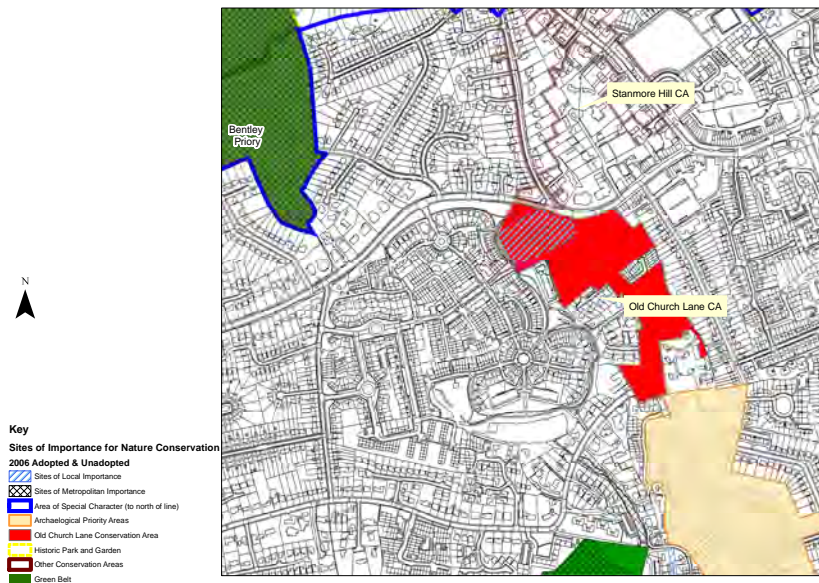 Stanmore Hill CA
Bentley
Priory
N
Old Church Lane CA
Key
Sites of Importance for Nature Conservation
2006 Adopted & Unadopted
Sites of Local Importance
Sites of Metropolitan Importance
Area of Special Character (to north of line)
Archaelogical Priority Areas
Old Church Lane Conservation Area
Historic Park and Garden
Other Conservation Areas
Green Belt